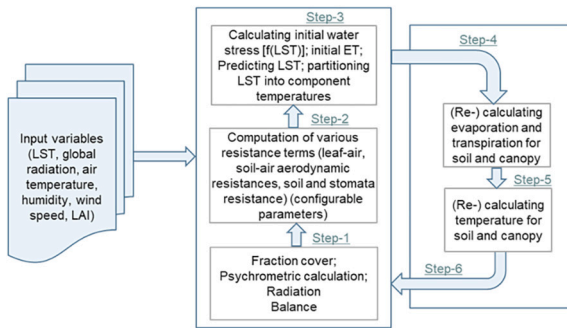 Input variables
(LST, global
radiation, air
temperature,
humidity, wind
speed, LAI)
Step-3
Calculating initial water
stress [f(LST)]; initial ET;
Predicting LST; partitioning
LST into component
temperatures
Step-2
Computation of various
resistance terms (leaf-air,
soil-air aerodynamic
resistances, soil and stomata
resistance) (configurable
parameters)
Step-1
Fraction cover;
Psychrometric calculation;
Radiation
Balance
Step-4
(Re-) calculating
evaporation and
transpiration for
soil and canopy
Step-5
(Re-) calculating
temperature for
soil and canopy
Step-6